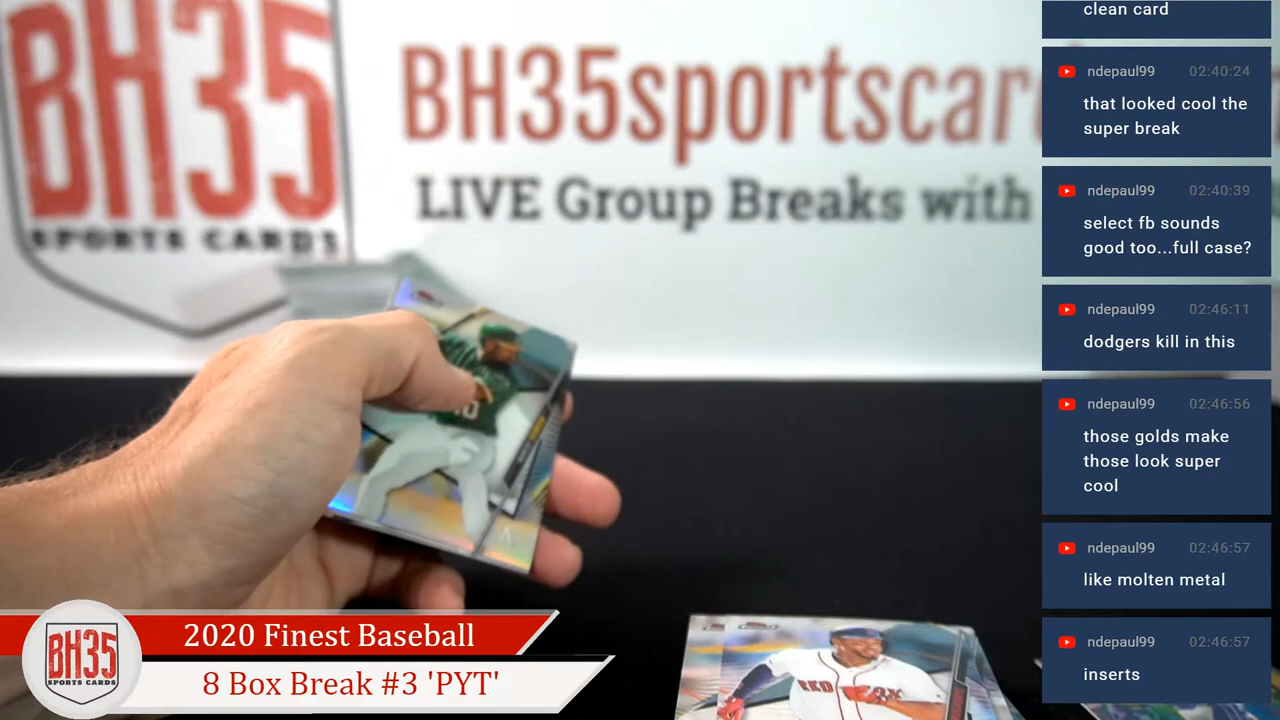 BH35
SPORTS CARDS
BH35sportscar
LIVE Group Breaks with
RED SOX
2020 Finest Baseball
8 Box Break #3 'PYT'
BH35
SPORTS CARDS
clean card
ndepaul99 02:40:24
that looked cool the
super break
ndepaul99 02:40:39
select fb sounds
good too...full case?
ndepaul99 02:46:11
dodgers kill in this
ndepaul99 02:46:56
those golds make
those look super
cool
ndepaul99 02:46:57
like molten metal
ndepaul99 02:46:57
inserts